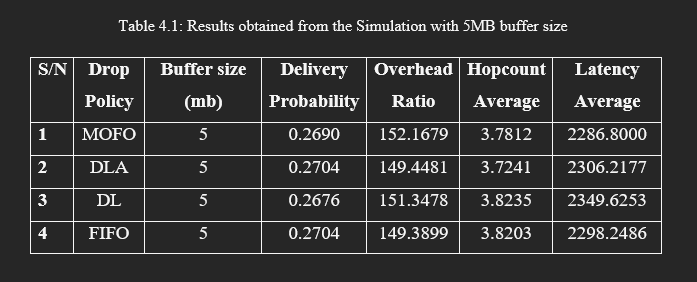 Table 4.1: Results obtained from the Simulation with 5MB buffer size
S/N Drop Policy Buffer size (mb) Delivery Probability Overhead Ratio Hopcount Average Latency Average
1 MOFO 5 0.2690 152.1679 3.7812 2286.8000
2 DLA 5 0.2704 149.4481 3.7241 2306.2177
3 DL 5 0.2676 151.3478 3.8235 2349.6253
4 FIFO 5 0.2704 149.3899 3.8203 2298.2486